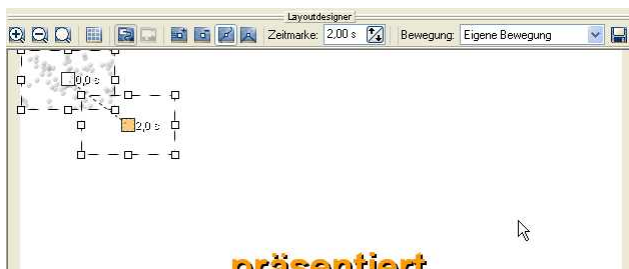 Layoutdesigner
Zeitmarke: 2,00 s Bewegung: Eigene Bewegung
0,0 s
2,0 s
präsentiert